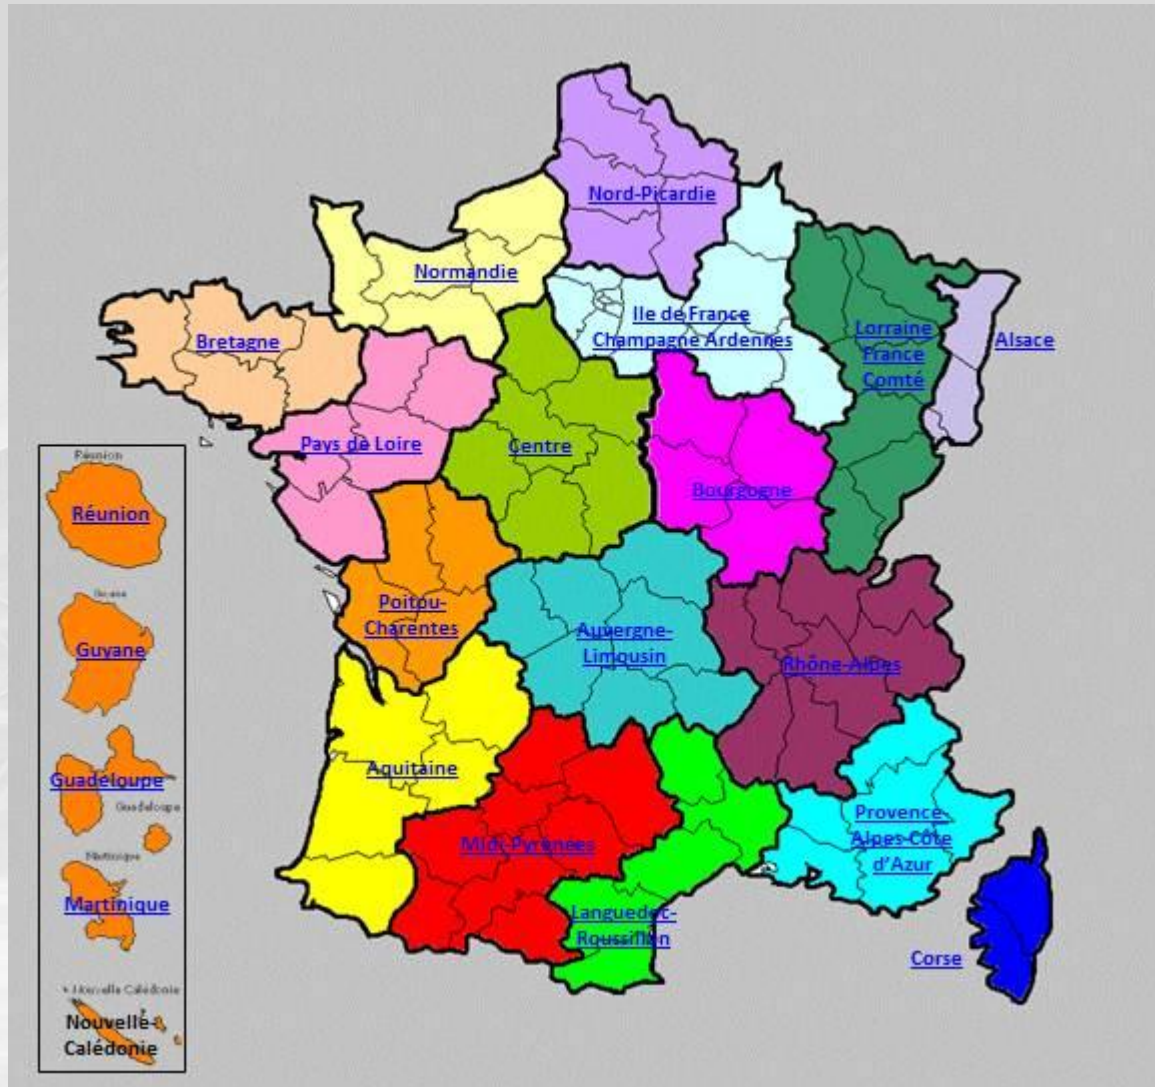 Nord-Picardie
Normandie
Ile de France
Champagne Ardennes
Lorraine
France
Comté
Alsace
Bretagne
Pays de Loire
Centre
Bourgogne
Poitou-
Charentes
Auvergne-
Limousin
Rhône-Alpes
Aquitaine
Midi-Pyrénées
Provence-
Alpes-Côte
d'Azur
Languedoc-
Roussillon
Corse
Réunion
Réunion
Guyane
Guadeloupe
Guadeloupe
Martinique
Martinique
Nouvelle Calédonie
Nouvelle-
Calédonie